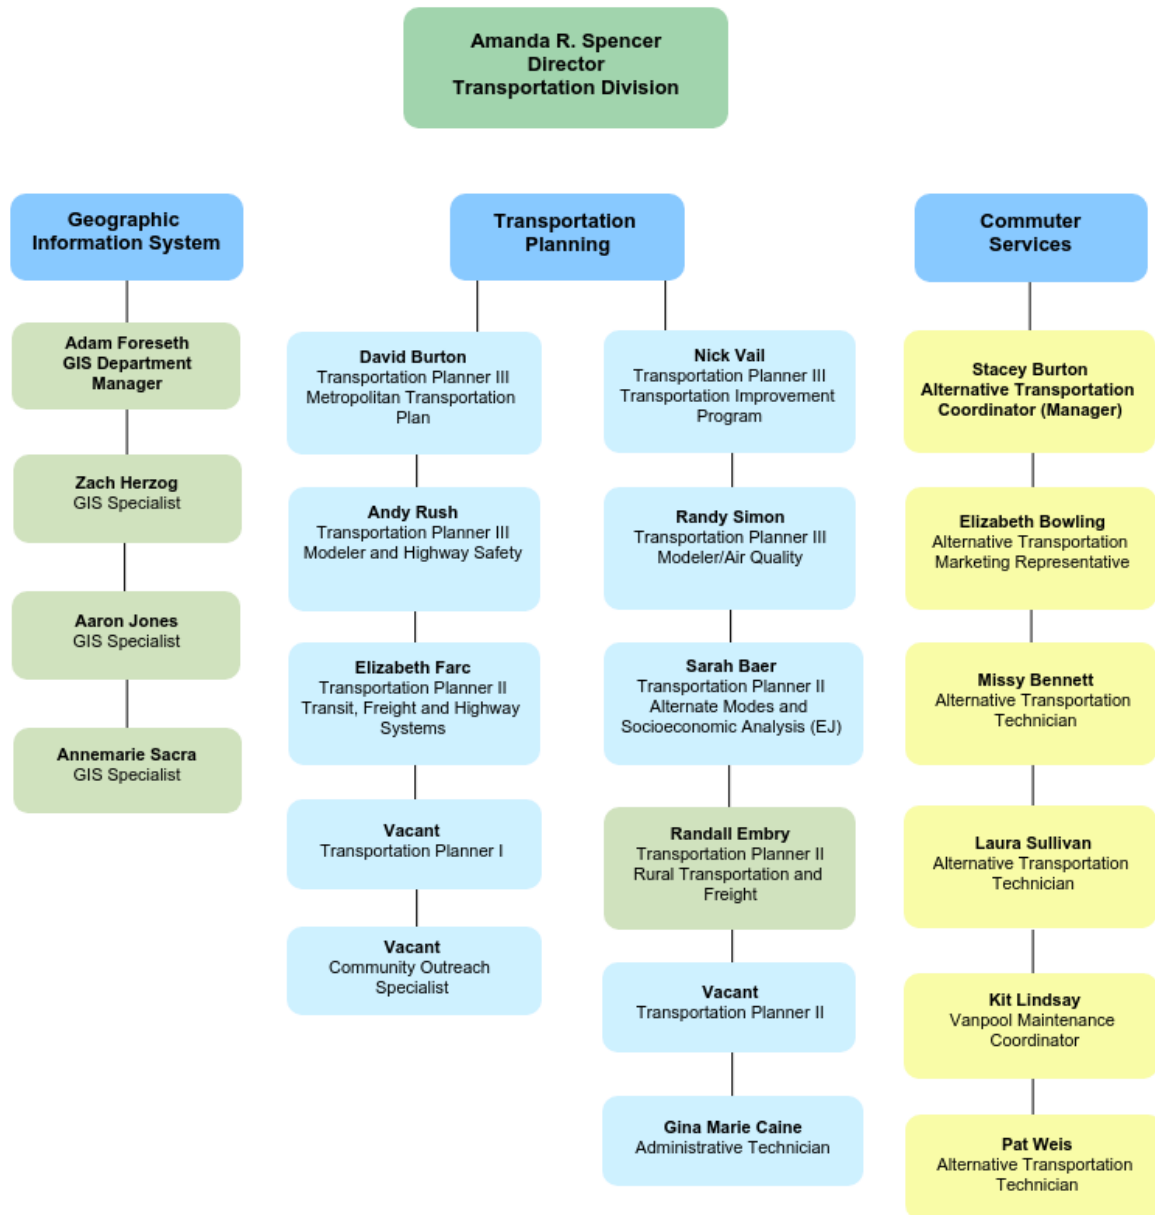 Amanda R. Spencer
Director
Transportation Division
Geographic
Information System
Adam Foreseth
GIS Department
Manager
Zach Herzog
GIS Specialist
Aaron Jones
GIS Specialist
Annemarie Sacra
GIS Specialist
Transportation
Planning
David Burton
Transportation Planner III
Metropolitan Transportation
Plan
Andy Rush
Transportation Planner III
Modeler and Highway Safety
Elizabeth Farc
Transportation Planner II
Transit, Freight and Highway
Systems
Vacant
Transportation Planner I
Vacant
Community Outreach
Specialist
Nick Vail
Transportation Planner III
Transportation Improvement
Program
Randy Simon
Transportation Planner III
Modeler/Air Quality
Sarah Baer
Transportation Planner II
Alternate Modes and
Socioeconomic Analysis (EJ)
Randall Embry
Transportation Planner II
Rural Transportation and
Freight
Vacant
Transportation Planner II
Gina Marie Caine
Administrative Technician
Commuter
Services
Stacey Burton
Alternative Transportation
Coordinator (Manager)
Elizabeth Bowling
Alternative Transportation
Marketing Representative
Missy Bennett
Alternative Transportation
Technician
Laura Sullivan
Alternative Transportation
Technician
Kit Lindsay
Vanpool Maintenance
Coordinator
Pat Weis
Alternative Transportation
Technician